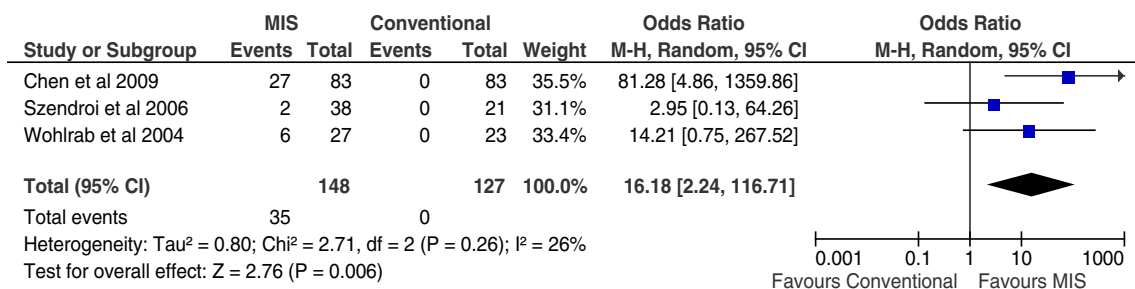 MIS Conventional Odds Ratio Odds Ratio
Study or Subgroup Events Total Events Total Weight M-H, Random, 95% CI M-H, Random, 95% CI
Chen et al 2009 27 83 0 83 35.5% 81.28 [4.86, 1359.86]
Szendroi et al 2006 2 38 0 21 31.1% 2.95 [0.13, 64.26]
Wohlrab et al 2004 6 27 0 23 33.4% 14.21 [0.75, 267.52]
Total (95% CI) 148 127 100.0% 16.18 [2.24, 116.71]
Total events 35 0
Heterogeneity: Tau² = 0.80; Chi² = 2.71, df = 2 (P = 0.26); I² = 26%
Test for overall effect: Z = 2.76 (P = 0.006)
0.001 0.1 1 10 1000
Favours Conventional Favours MIS